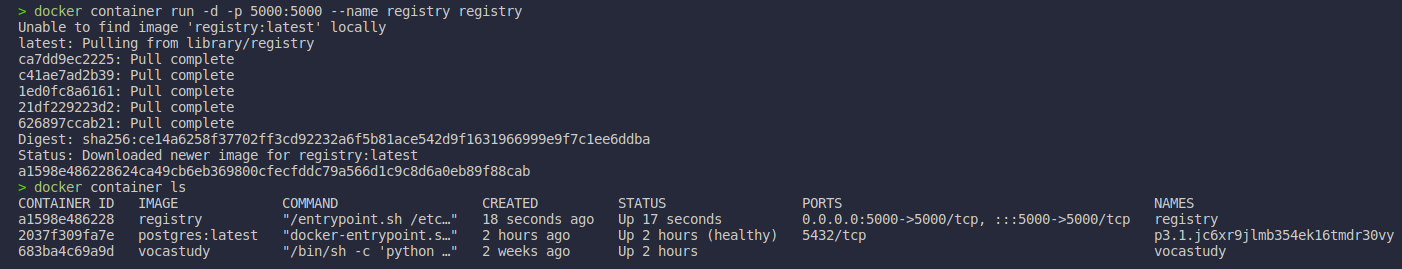 > docker container run -d -p 5000:5000 --name registry registry
Unable to find image 'registry:latest' locally
latest: Pulling from library/registry
ca7dd9ec2225: Pull complete
c41ae7ad2b39: Pull complete
1ed0fc8a6161: Pull complete
21df229223d2: Pull complete
626897ccab21: Pull complete
Digest: sha256:ce14a6258f37702ff3cd92232a6f5b81ace542d9f1631966999e9f7c1ee6ddba
Status: Downloaded newer image for registry:latest
a1598e486228624ca49cb6eb369800cfecfddc79a566d1c9c8d6a0eb89f88cab
> docker container ls
CONTAINER ID   IMAGE             COMMAND                  CREATED          STATUS                 PORTS                                       NAMES
a1598e486228   registry          "/entrypoint.sh /etc…"   18 seconds ago   Up 17 seconds          0.0.0.0:5000->5000/tcp, :::5000->5000/tcp   registry
2037f309fa7e   postgres:latest   "docker-entrypoint.s…"   2 hours ago      Up 2 hours (healthy)   5432/tcp                                    p3.1.jc6xr9jlmb354ek16tmdr30vy
683ba4c69a9d   vocastudy         "/bin/sh -c 'python …"   2 weeks ago      Up 2 hours                                                         vocastudy